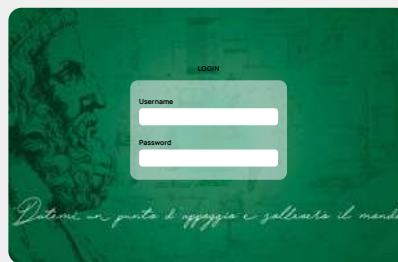 LOGIN
Username
Password
Datemi un punto d'appoggio e solleverò il mondo